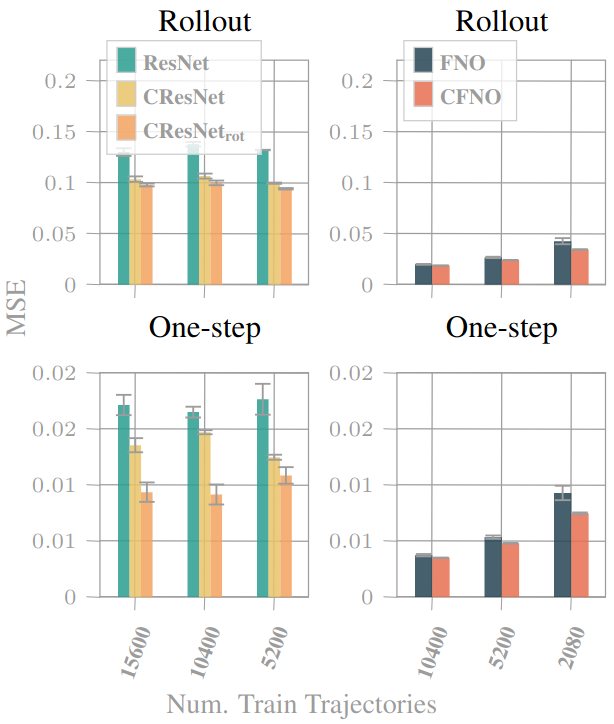 Rollout
Rollout
ResNet
CResNet
CResNet_rot
FNO
CFNO
0.2
0.15
0.1
0.05
0
0.2
0.15
0.1
0.05
0
MSE
One-step
One-step
0.02
0.02
0.01
0.01
0
0.02
0.02
0.01
0.01
0
15600
10400
5200
10400
5200
2080
Num. Train Trajectories